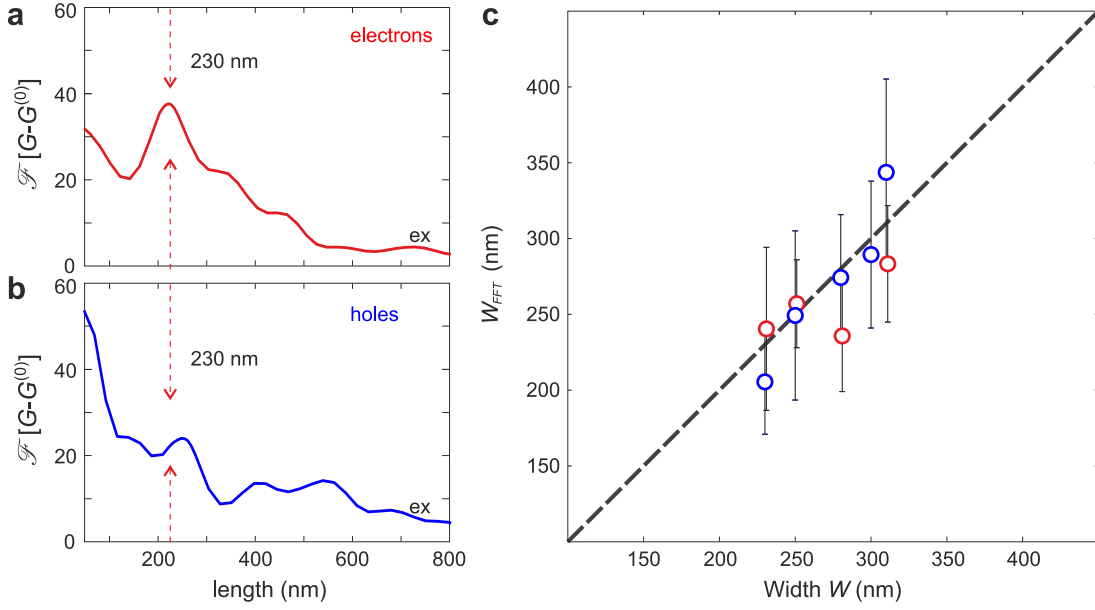 a
60
40
20
0
ℱ [G-G(0)]
electrons
230 nm
ex
b
60
40
20
0
ℱ [G-G(0)]
holes
230 nm
ex
200
400
600
800
length (nm)
c
400
350
300
250
200
150
W_FFT (nm)
150
200
250
300
350
400
Width W (nm)